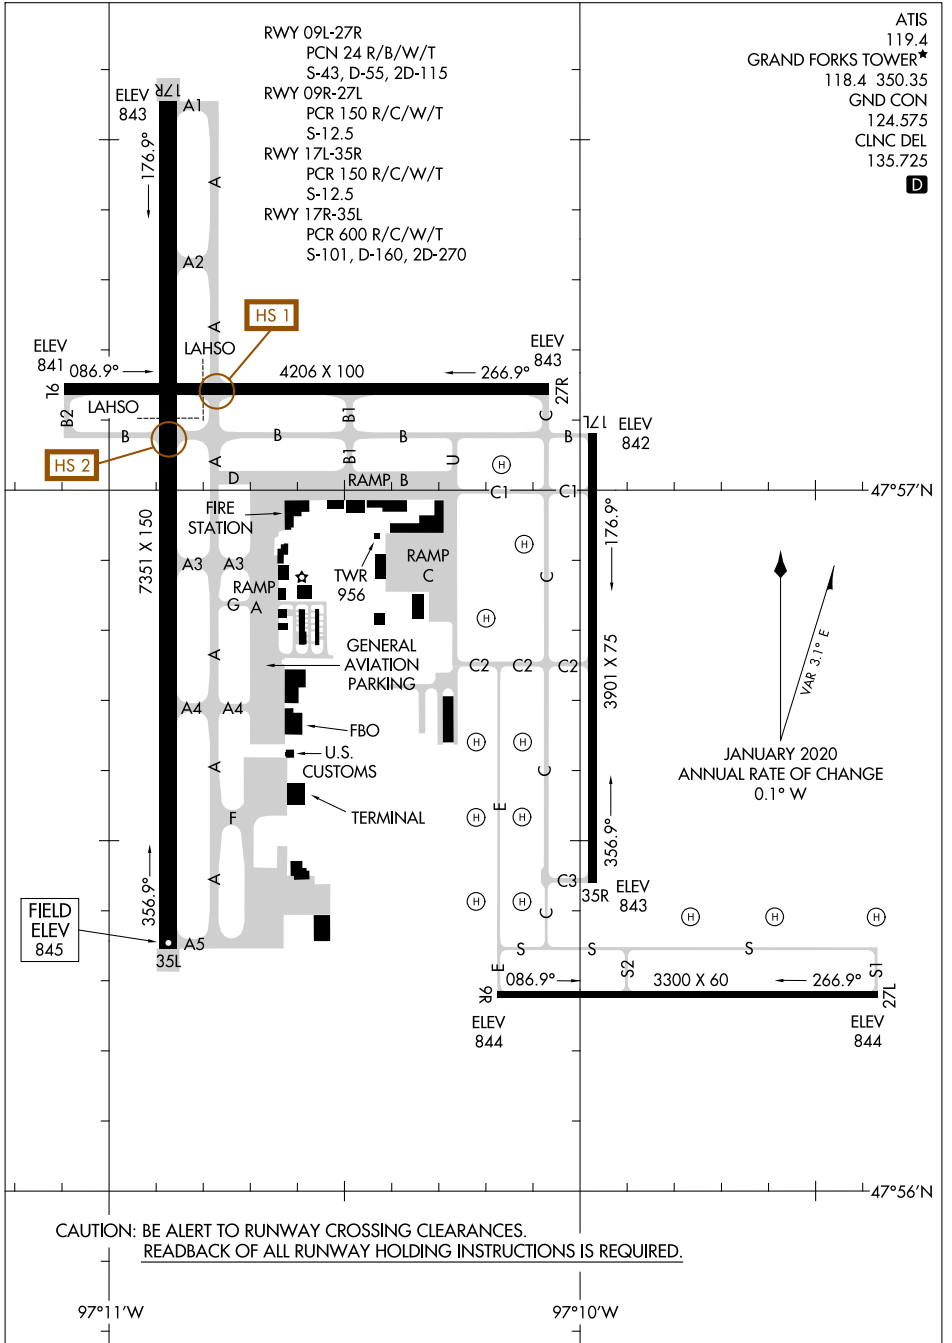 RWY 09L-27R
PCN 24 R/B/W/T
S-43, D-55, 2D-115
RWY 09R-27L
PCR 150 R/C/W/T
S-12.5
RWY 17L-35R
PCR 150 R/C/W/T
S-12.5
RWY 17R-35L
PCR 600 R/C/W/T
S-101, D-160, 2D-270
ATIS
119.4
GRAND FORKS TOWER★
118.4 350.35
GND CON
124.575
CLNC DEL
135.725
D
ELEV
843
17R
A1
176.9°
A
A2
A
HS 1
LAHSO
ELEV
841
086.9°
4206 X 100
266.9°
ELEV
843
9L
27R
LAHSO
B2
B
B
B1
B
C
B
17L
ELEV
842
HS 2
A
D
B1
RAMP B
U
H
C1
C1
47°57'N
7351 X 150
FIRE
STATION
TWR
956
RAMP
C
H
176.9°
A3
A3
RAMP
A
G
C
H
A
GENERAL
AVIATION
PARKING
C2
C2
C2
3901 X 75
VAR 3.1° E
A4
A4
FBO
H
H
U.S.
CUSTOMS
A
C
JANUARY 2020
ANNUAL RATE OF CHANGE
0.1° W
TERMINAL
F
E
H
H
356.9°
356.9°
A
C3
35R
ELEV
843
FIELD
ELEV
845
H
H
C
H
H
H
A5
35L
S
S
S
E
S2
S1
086.9°
3300 X 60
266.9°
9R
27L
ELEV
844
ELEV
844
47°56'N
CAUTION: BE ALERT TO RUNWAY CROSSING CLEARANCES.
READBACK OF ALL RUNWAY HOLDING INSTRUCTIONS IS REQUIRED.
97°11'W
97°10'W